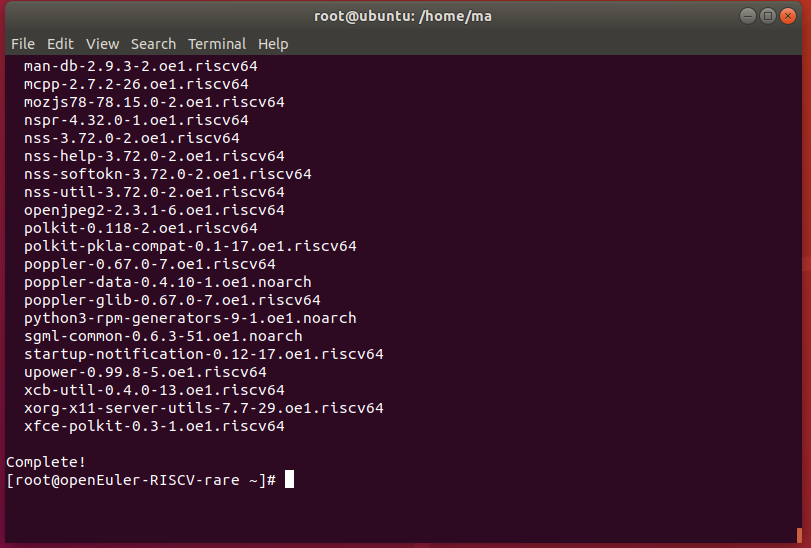 root@ubuntu: /home/ma
File Edit View Search Terminal Help
man-db-2.9.3-2.oe1.riscv64
mcpp-2.7.2-26.oe1.riscv64
mozjs78-78.15.0-2.oe1.riscv64
nspr-4.32.0-1.oe1.riscv64
nss-3.72.0-2.oe1.riscv64
nss-help-3.72.0-2.oe1.riscv64
nss-softokn-3.72.0-2.oe1.riscv64
nss-util-3.72.0-2.oe1.riscv64
openjpeg2-2.3.1-6.oe1.riscv64
polkit-0.118-2.oe1.riscv64
polkit-pkla-compat-0.1-17.oe1.riscv64
poppler-0.67.0-7.oe1.riscv64
poppler-data-0.4.10-1.oe1.noarch
poppler-glib-0.67.0-7.oe1.riscv64
python3-rpm-generators-9-1.oe1.noarch
sgml-common-0.6.3-51.oe1.noarch
startup-notification-0.12-17.oe1.riscv64
upower-0.99.8-5.oe1.riscv64
xcb-util-0.4.0-13.oe1.riscv64
xorg-x11-server-utils-7.7-29.oe1.riscv64
xfce-polkit-0.3-1.oe1.riscv64
Complete!
[root@openEuler-RISCV-rare ~]#